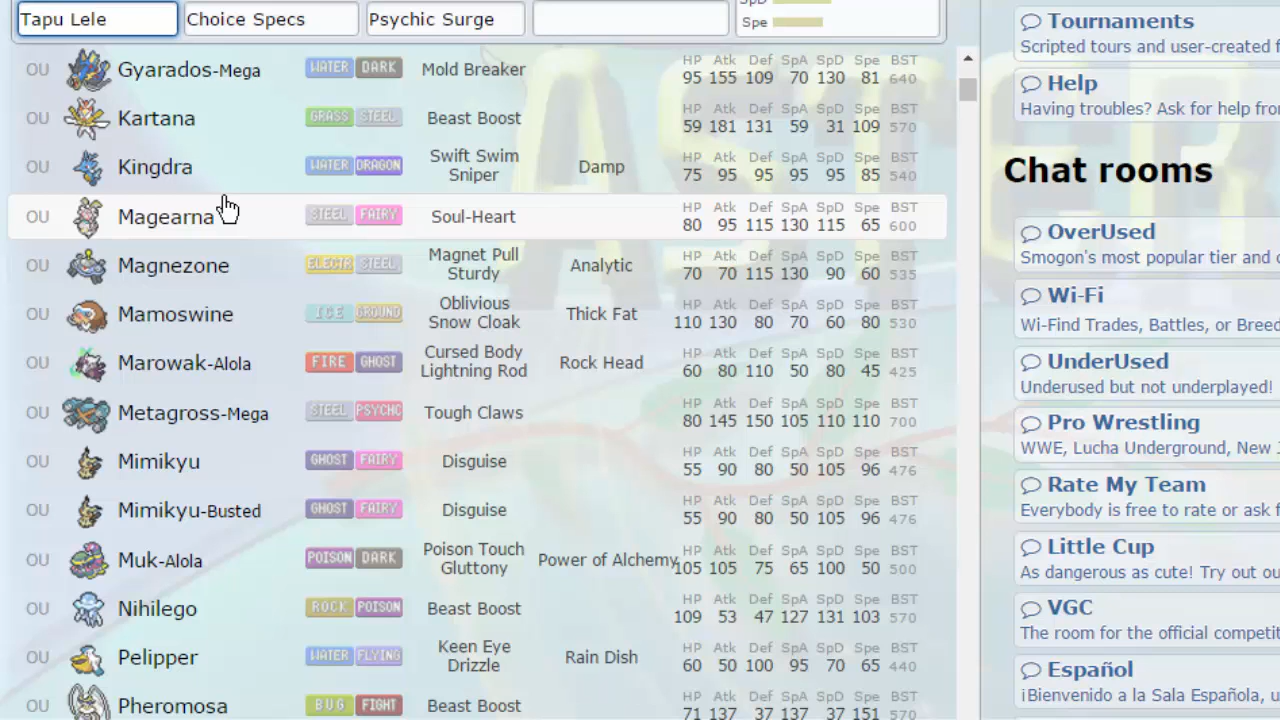 Tapu Lele Choice Specs Psychic Surge SpD
Spe
OU Gyarados-Mega WATER DARK Mold Breaker HP 95 Atk 155 Def 109 SpA 70 SpD 130 Spe 81 BST 640
OU Kartana GRASS STEEL Beast Boost HP 59 Atk 181 Def 131 SpA 59 SpD 31 Spe 109 BST 570
OU Kingdra WATER DRAGON Swift Swim Sniper Damp HP 75 Atk 95 Def 95 SpA 95 SpD 95 Spe 85 BST 540
OU Magearna STEEL FAIRY Soul-Heart HP 80 Atk 95 Def 115 SpA 130 SpD 115 Spe 65 BST 600
OU Magnezone ELECTR STEEL Magnet Pull Sturdy Analytic HP 70 Atk 70 Def 115 SpA 130 SpD 90 Spe 60 BST 535
OU Mamoswine ICE GROUND Oblivious Snow Cloak Thick Fat HP 110 Atk 130 Def 80 SpA 70 SpD 60 Spe 80 BST 530
OU Marowak-Alola FIRE GHOST Cursed Body Lightning Rod Rock Head HP 60 Atk 80 Def 110 SpA 50 SpD 80 Spe 45 BST 425
OU Metagross-Mega STEEL PSYCHC Tough Claws HP 80 Atk 145 Def 150 SpA 105 SpD 110 Spe 110 BST 700
OU Mimikyu GHOST FAIRY Disguise HP 55 Atk 90 Def 80 SpA 50 SpD 105 Spe 96 BST 476
OU Mimikyu-Busted GHOST FAIRY Disguise HP 55 Atk 90 Def 80 SpA 50 SpD 105 Spe 96 BST 476
OU Muk-Alola POISON DARK Poison Touch Gluttony Power of Alchemy HP 105 Atk 105 Def 75 SpA 65 SpD 100 Spe 50 BST 500
OU Nihilego ROCK POISON Beast Boost HP 109 Atk 53 Def 47 SpA 127 SpD 131 Spe 103 BST 570
OU Pelipper WATER FLYING Keen Eye Drizzle Rain Dish HP 60 Atk 50 Def 100 SpA 95 SpD 70 Spe 65 BST 440
OU Pheromosa BUG FIGHT Beast Boost HP 71 Atk 137 Def 37 SpA 137 SpD 37 Spe 151 BST 570
Tournaments
Scripted tours and user-created f
Help
Having troubles? Ask for help from
Chat rooms
OverUsed
Smogon's most popular tier and o
Wi-Fi
Wi-Find Trades, Battles, or Breed
UnderUsed
Underused but not underplayed!
Pro Wrestling
WWE, Lucha Underground, New J
Rate My Team
Everybody is free to rate or ask f
Little Cup
As dangerous as cute! Try out ou
VGC
The room for the official competit
Español
¡Bienvenido a la Sala Española, u